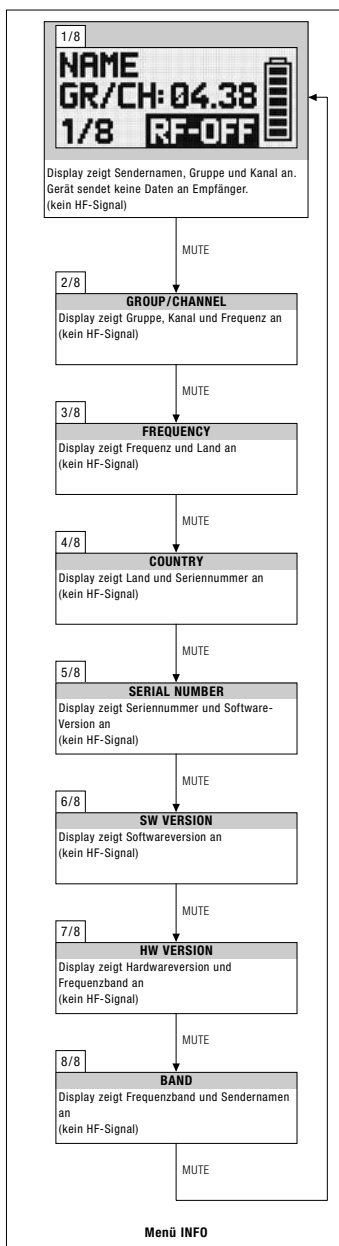 1/8
NAME
GR/CH: 04.38
1/8 RF-OFF
Display zeigt Sendernamen, Gruppe und Kanal an.
Gerät sendet keine Daten an Empfänger.
(kein HF-Signal)
MUTE
2/8
GROUP/CHANNEL
Display zeigt Gruppe, Kanal und Frequenz an
(kein HF-Signal)
MUTE
3/8
FREQUENCY
Display zeigt Frequenz und Land an
(kein HF-Signal)
MUTE
4/8
COUNTRY
Display zeigt Land und Seriennummer an
(kein HF-Signal)
MUTE
5/8
SERIAL NUMBER
Display zeigt Seriennummer und Software-
Version an
(kein HF-Signal)
MUTE
6/8
SW VERSION
Display zeigt Softwareversion an
(kein HF-Signal)
MUTE
7/8
HW VERSION
Display zeigt Hardwareversion und
Frequenzband an
(kein HF-Signal)
MUTE
8/8
BAND
Display zeigt Frequenzband und Sendernamen
an
(kein HF-Signal)
MUTE
Menü INFO